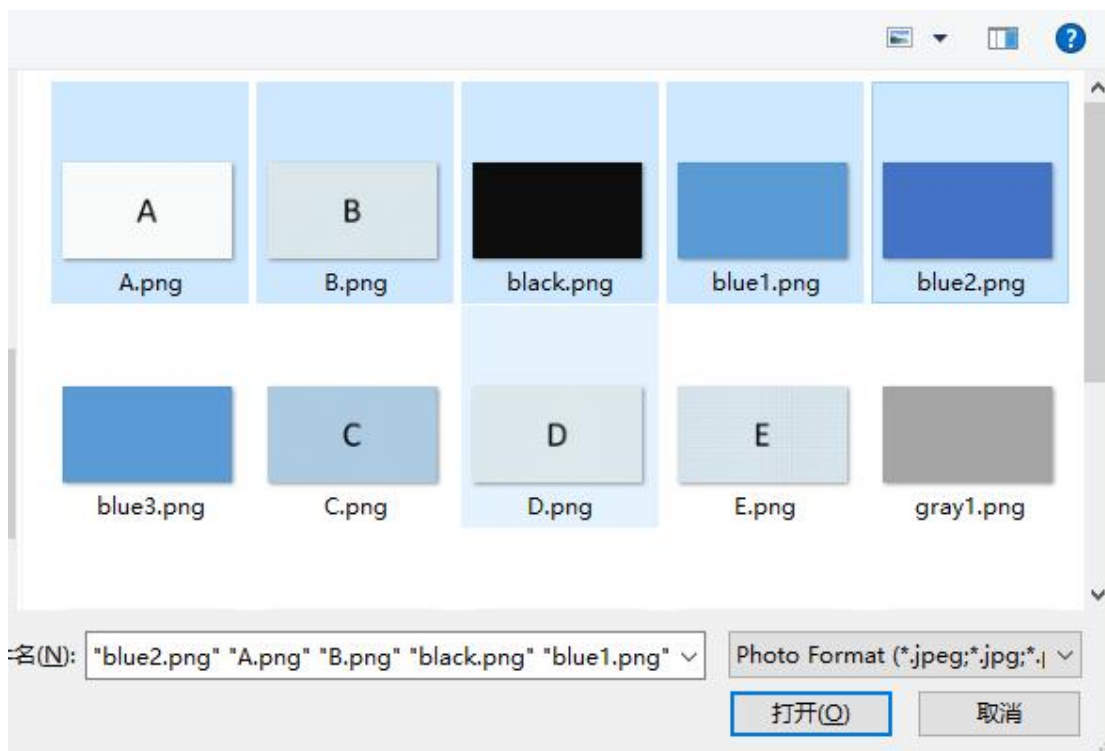 ?
A
B
A.png
B.png
black.png
blue1.png
blue2.png
C
D
E
blue3.png
C.png
D.png
E.png
gray1.png
名(N): "blue2.png" "A.png" "B.png" "black.png" "blue1.png"
Photo Format (*.jpeg;*.jpg;*.
打开(O)
取消